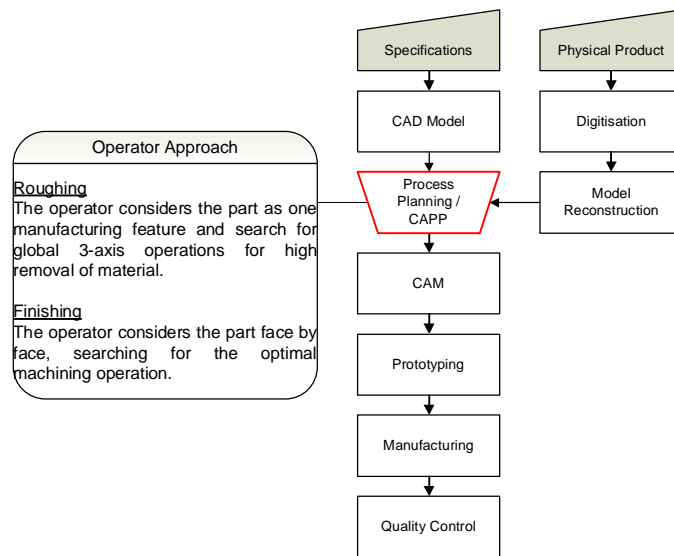 Specifications
Physical Product
CAD Model
Digitisation
Operator Approach
Roughing
The operator considers the part as one
manufacturing feature and search for
global 3-axis operations for high
removal of material.
Finishing
The operator considers the part face by
face, searching for the optimal
machining operation.
Process
Planning /
CAPP
Model
Reconstruction
CAM
Prototyping
Manufacturing
Quality Control